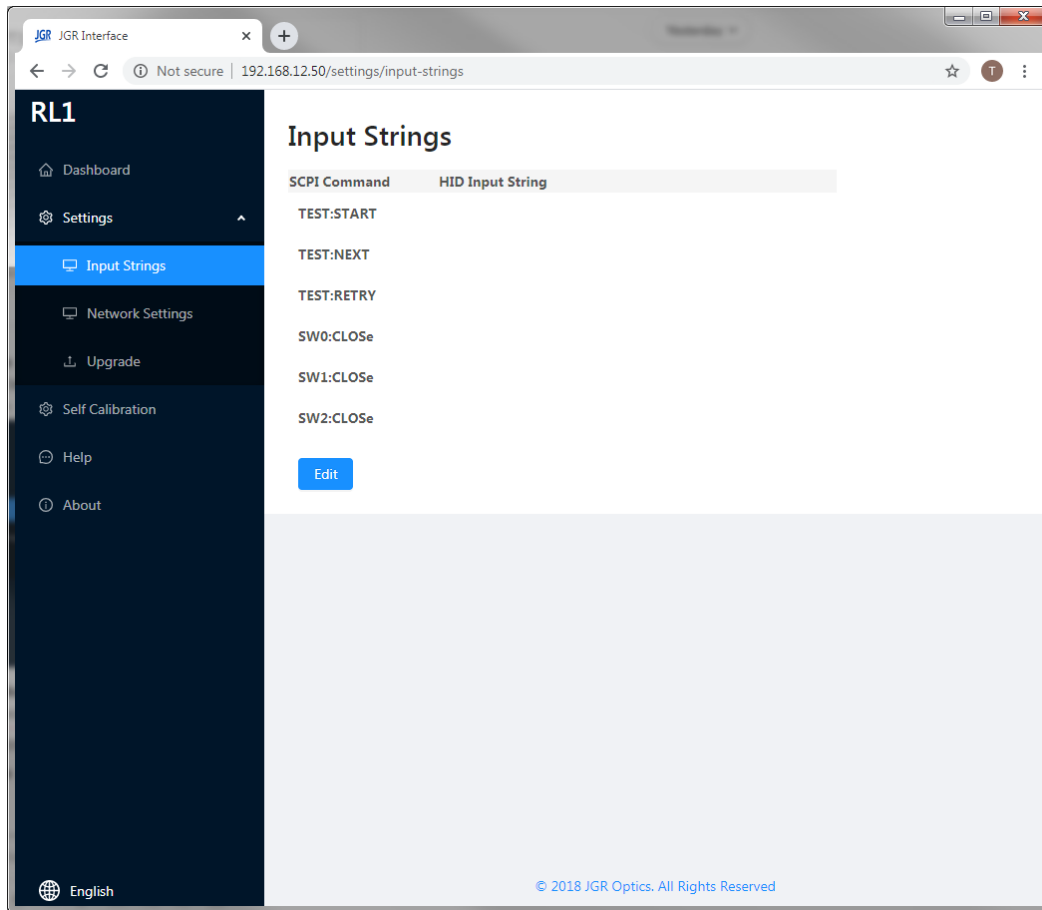 JGR JGR Interface
Not secure | 192.168.12.50/settings/input-strings
T
RL1
Dashboard
Settings
Input Strings
Network Settings
Upgrade
Self Calibration
Help
About
English
Input Strings
SCPI Command HID Input String
TEST:START
TEST:NEXT
TEST:RETRY
SW0:CLOSe
SW1:CLOSe
SW2:CLOSe
Edit
© 2018 JGR Optics. All Rights Reserved